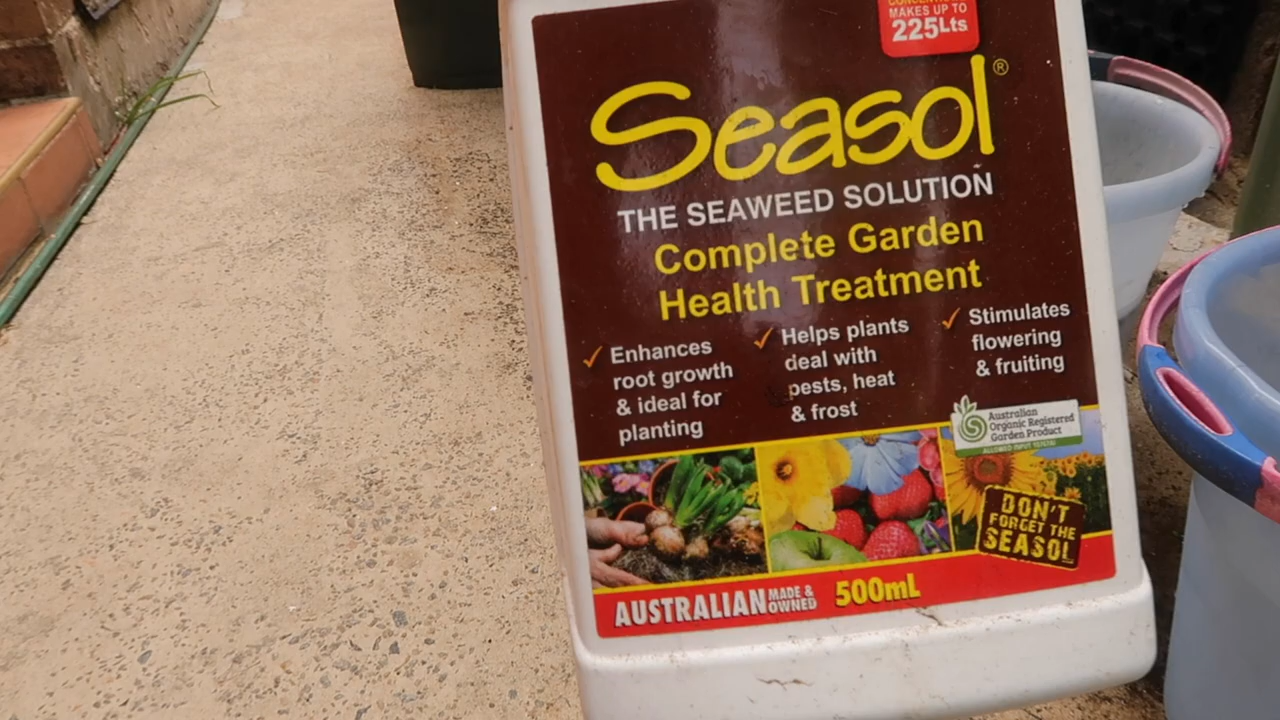 MAKES UP TO
225Lts
Seasol®
THE SEAWEED SOLUTION
Complete Garden
Health Treatment
Enhances
root growth
& ideal for
planting
Helps plants
deal with
pests, heat
& frost
Stimulates
flowering
& fruiting
Australian
Organic Registered
Garden Product
DON'T
FORGET THE
SEASOL
AUSTRALIAN MADE & OWNED 500mL